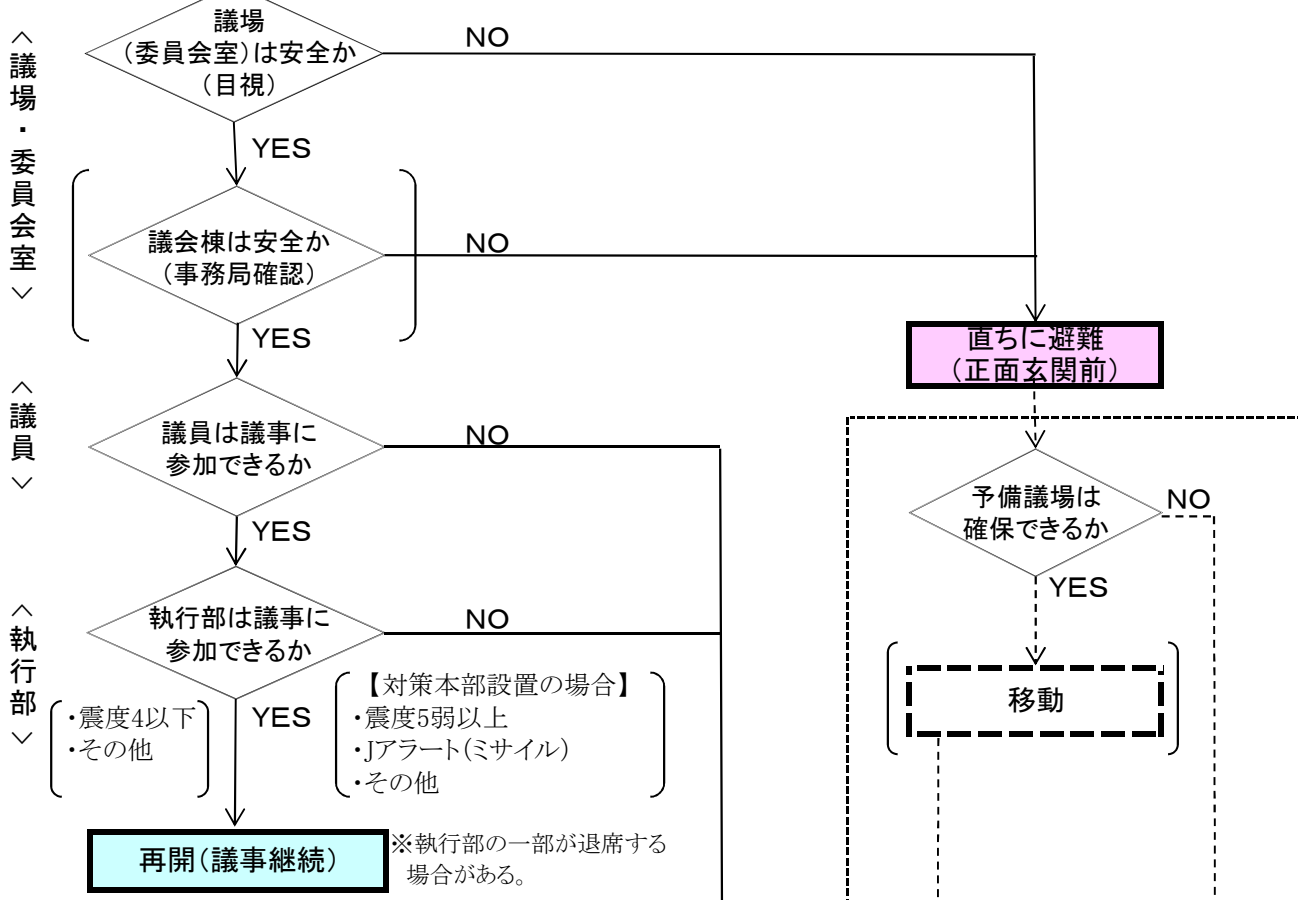 〈議場・委員会室〉
議場
（委員会室）は安全か
（目視）
NO
YES
議会棟は安全か
（事務局確認）
NO
YES
直ちに避難
（正面玄関前）
〈議員〉
議員は議事に
参加できるか
NO
YES
予備議場は
確保できるか
NO
YES
移動
〈執行部〉
執行部は議事に
参加できるか
NO
YES
・震度4以下
・その他
【対策本部設置の場合】
・震度5弱以上
・Jアラート（ミサイル）
・その他
再開（議事継続）
※執行部の一部が退席する
場合がある。